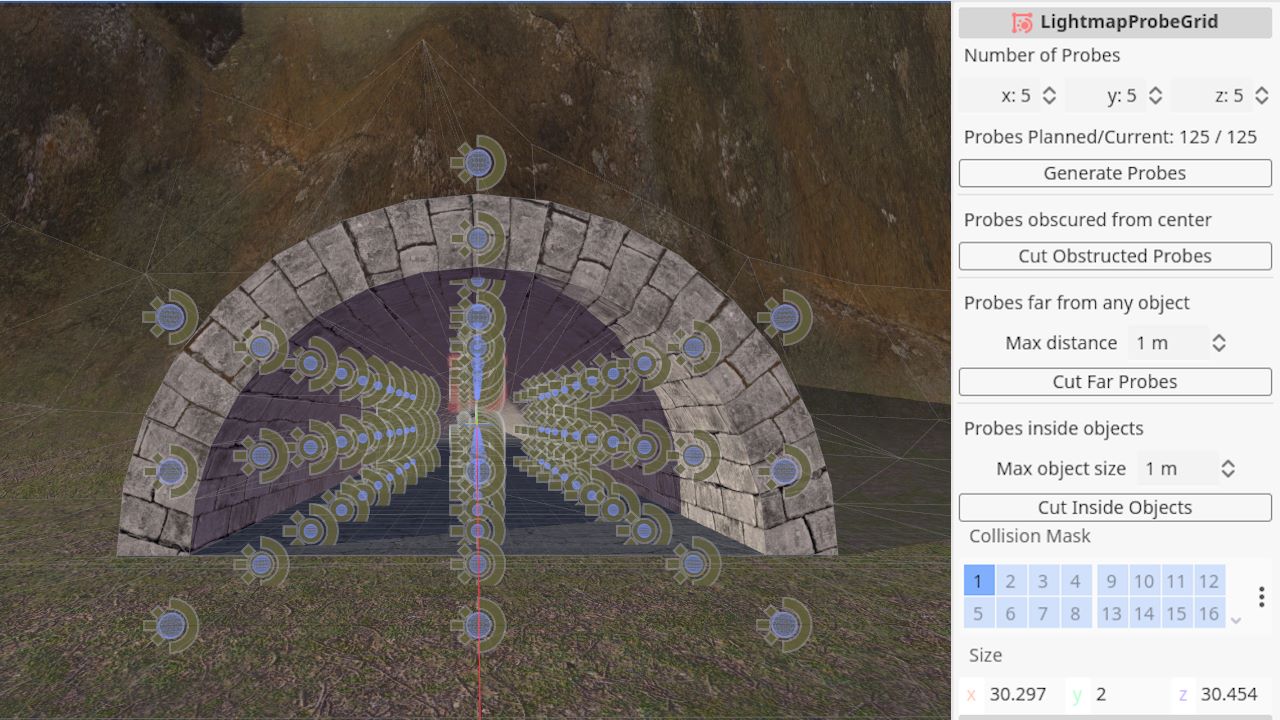 LightmapProbeGrid
Number of Probes
x: 5 y: 5 z: 5
Probes Planned/Current: 125 / 125
Generate Probes
Probes obscured from center
Cut Obstructed Probes
Probes far from any object
Max distance 1 m
Cut Far Probes
Probes inside objects
Max object size 1 m
Cut Inside Objects
Collision Mask
1 2 3 4 9 10 11 12
5 6 7 8 13 14 15 16
Size
x 30.297 y 2 z 30.454